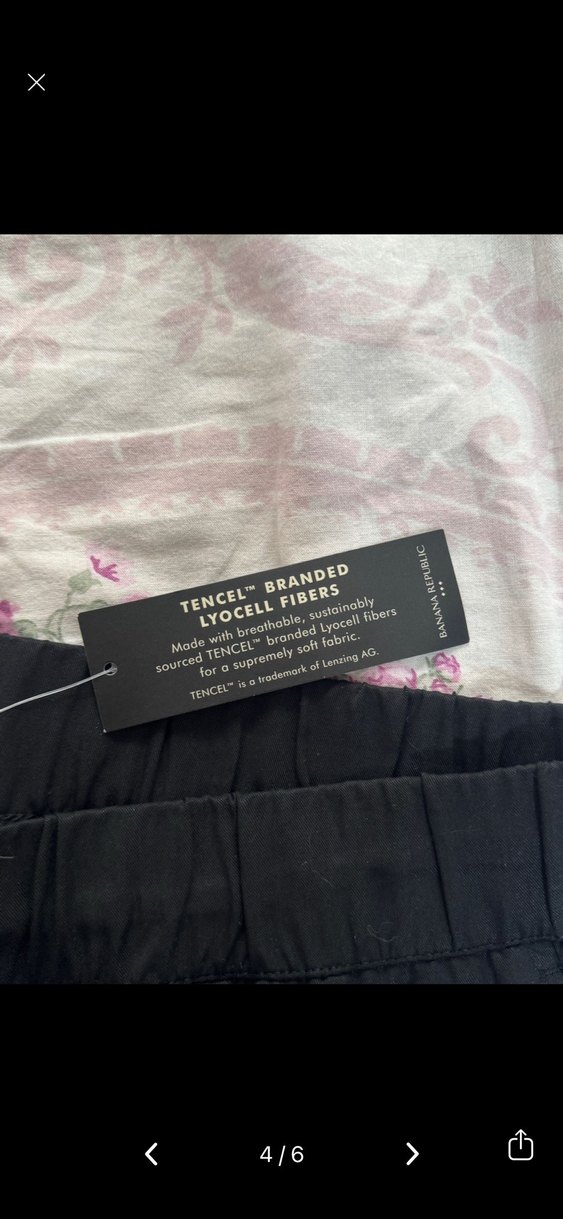 TENCEL™ BRANDED
LYOCELL FIBERS
Made with breathable, sustainably
sourced TENCEL™ branded Lyocell fibers
for a supremely soft fabric.
TENCEL™ is a trademark of Lenzing AG.
BANANA REPUBLIC
4/6